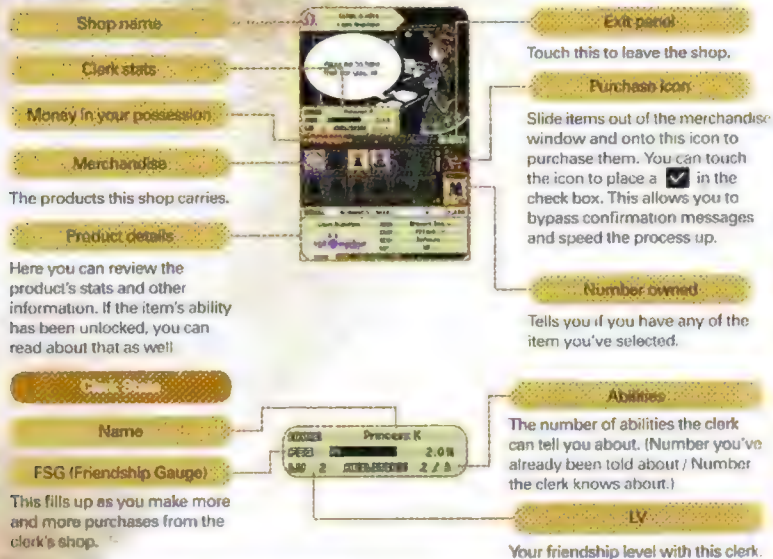 Shop name
Clerk stats
Money in your possession
Merchandise
The products this shop carries.
Product details
Here you can review the
product's stats and other
information. If the item's ability
has been unlocked, you can
read about that as well
Exit panel
Touch this to leave the shop.
Purchase icon
Slide items out of the merchandise
window and onto this icon to
purchase them. You can touch
the icon to place a ✓ in the
check box. This allows you to
bypass confirmation messages
and speed the process up.
Number owned
Tells you if you have any of the
item you've selected.
Clerk Stats
Name
FSG (Friendship Gauge)
This fills up as you make more
and more purchases from the
clerk's shop.
Princess K
2.0%
2
2 /
Abilities
The number of abilities the clerk
can tell you about. (Number you've
already been told about / Number
the clerk knows about.)
LV
Your friendship level with this clerk.